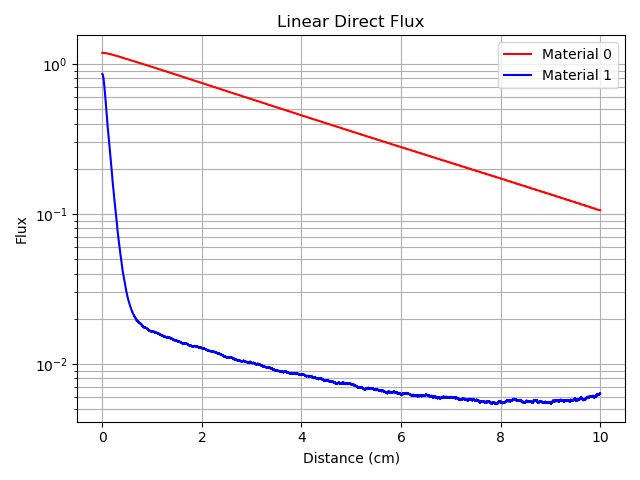 Linear Direct Flux
Material 0
Material 1
10⁰
10⁻¹
10⁻²
Flux
0 2 4 6 8 10
Distance (cm)